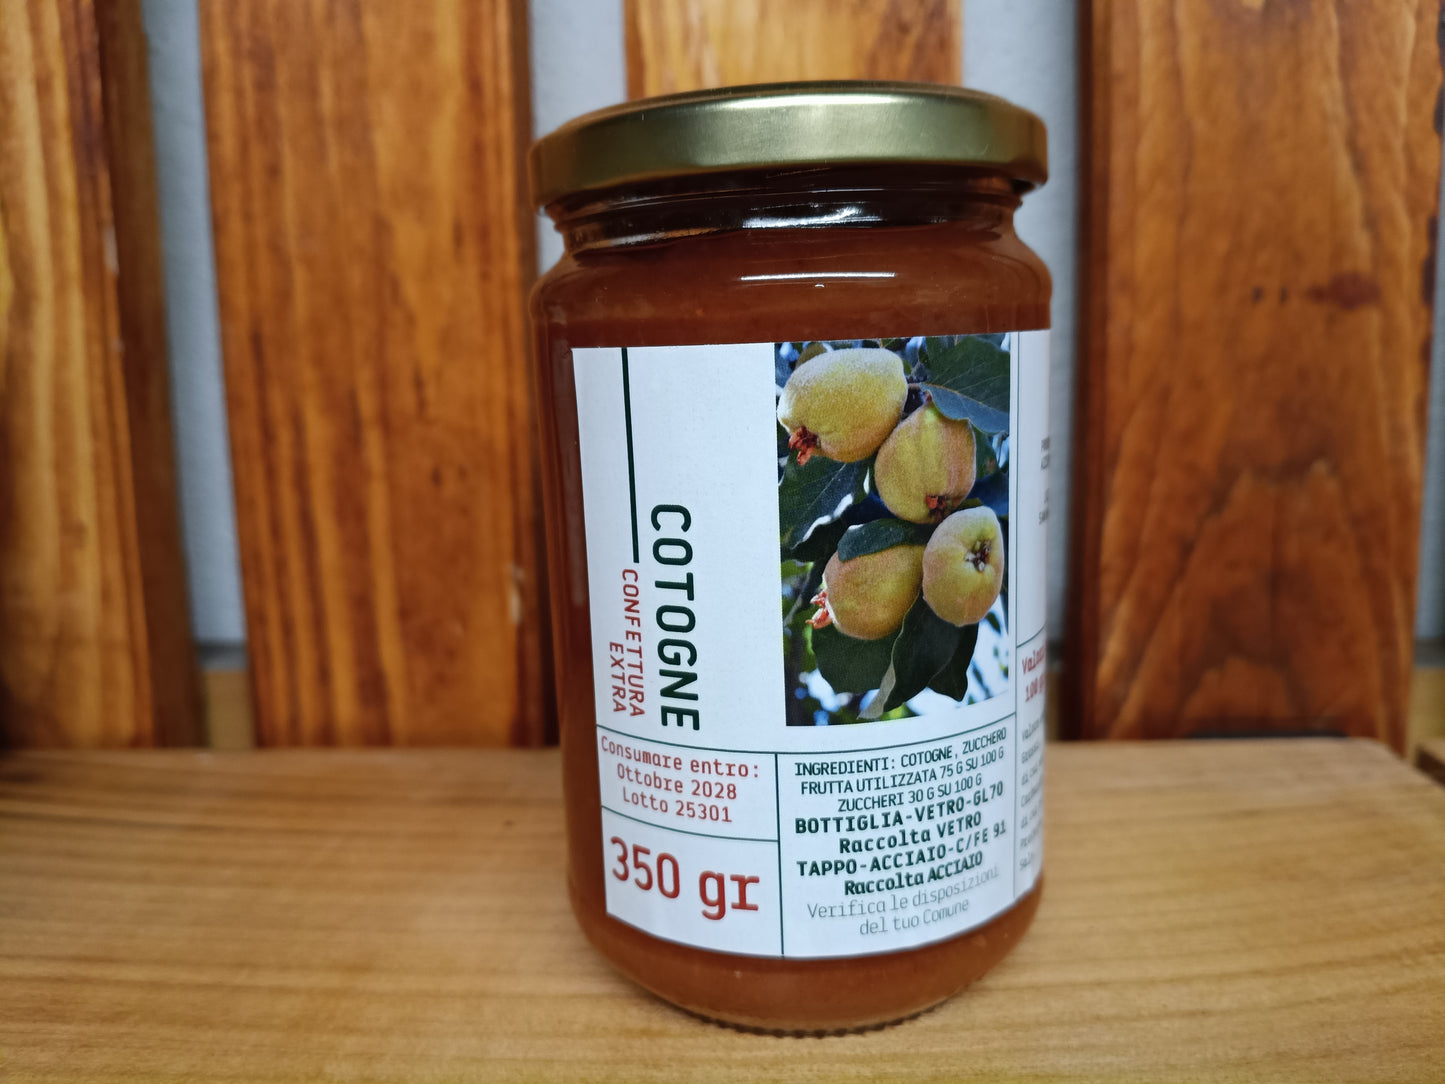 COTOGNE
CONFETTURA
EXTRA
Consumare entro:
Ottobre 2028
Lotto 25301
350 gr
INGREDIENTI: COTOGNE, ZUCCHERO
FRUTTA UTILIZZATA 75 G SU 100 G
ZUCCHERI 30 G SU 100 G
BOTTIGLIA-VETRO-GL70
Raccolta VETRO
TAPPO-ACCIAIO-C/FE 91
Raccolta ACCIAIO
Verifica le disposizioni
del tuo Comune